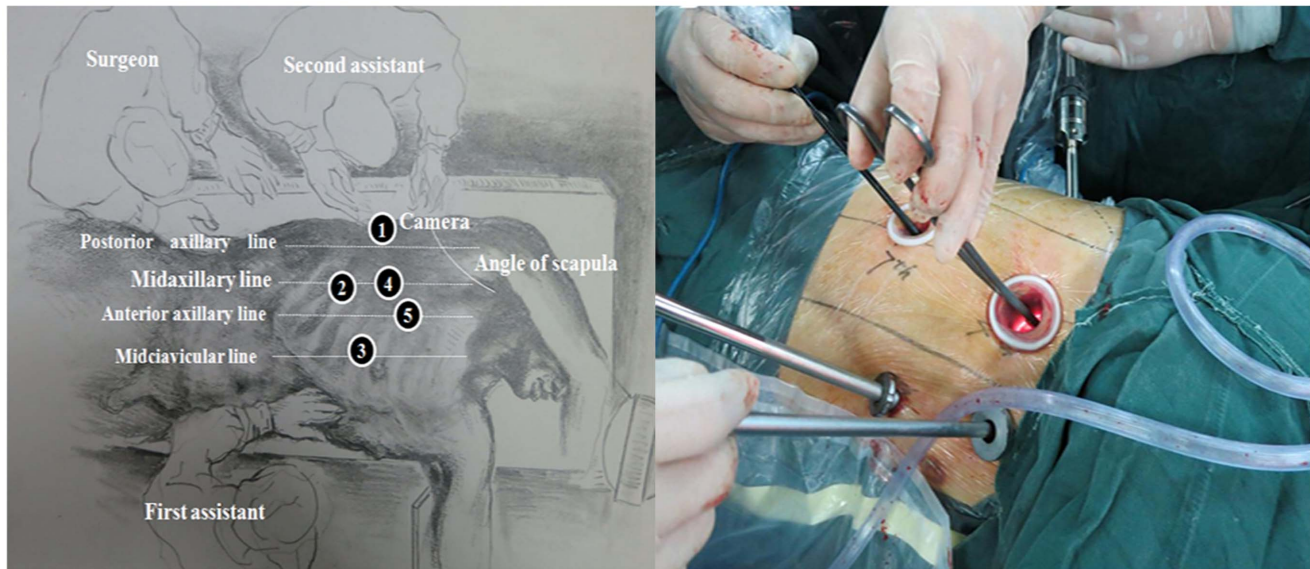 Surgeon
Second assistant
1
Camera
Posterior axillary line
Angle of scapula
Midaxillary line
2
4
Anterior axillary line
5
Midciavicular line
3
First assistant